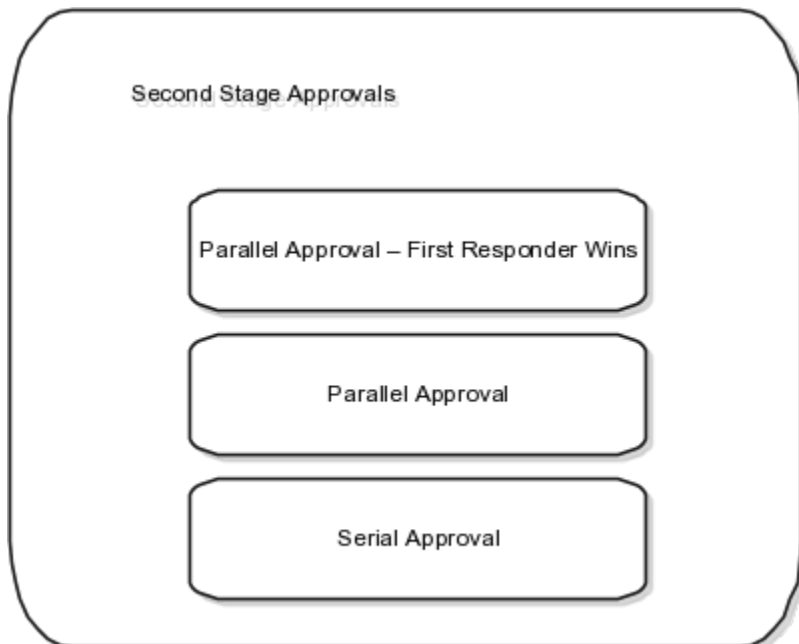 Second Stage Approvals
Parallel Approval – First Responder Wins
Parallel Approval
Serial Approval